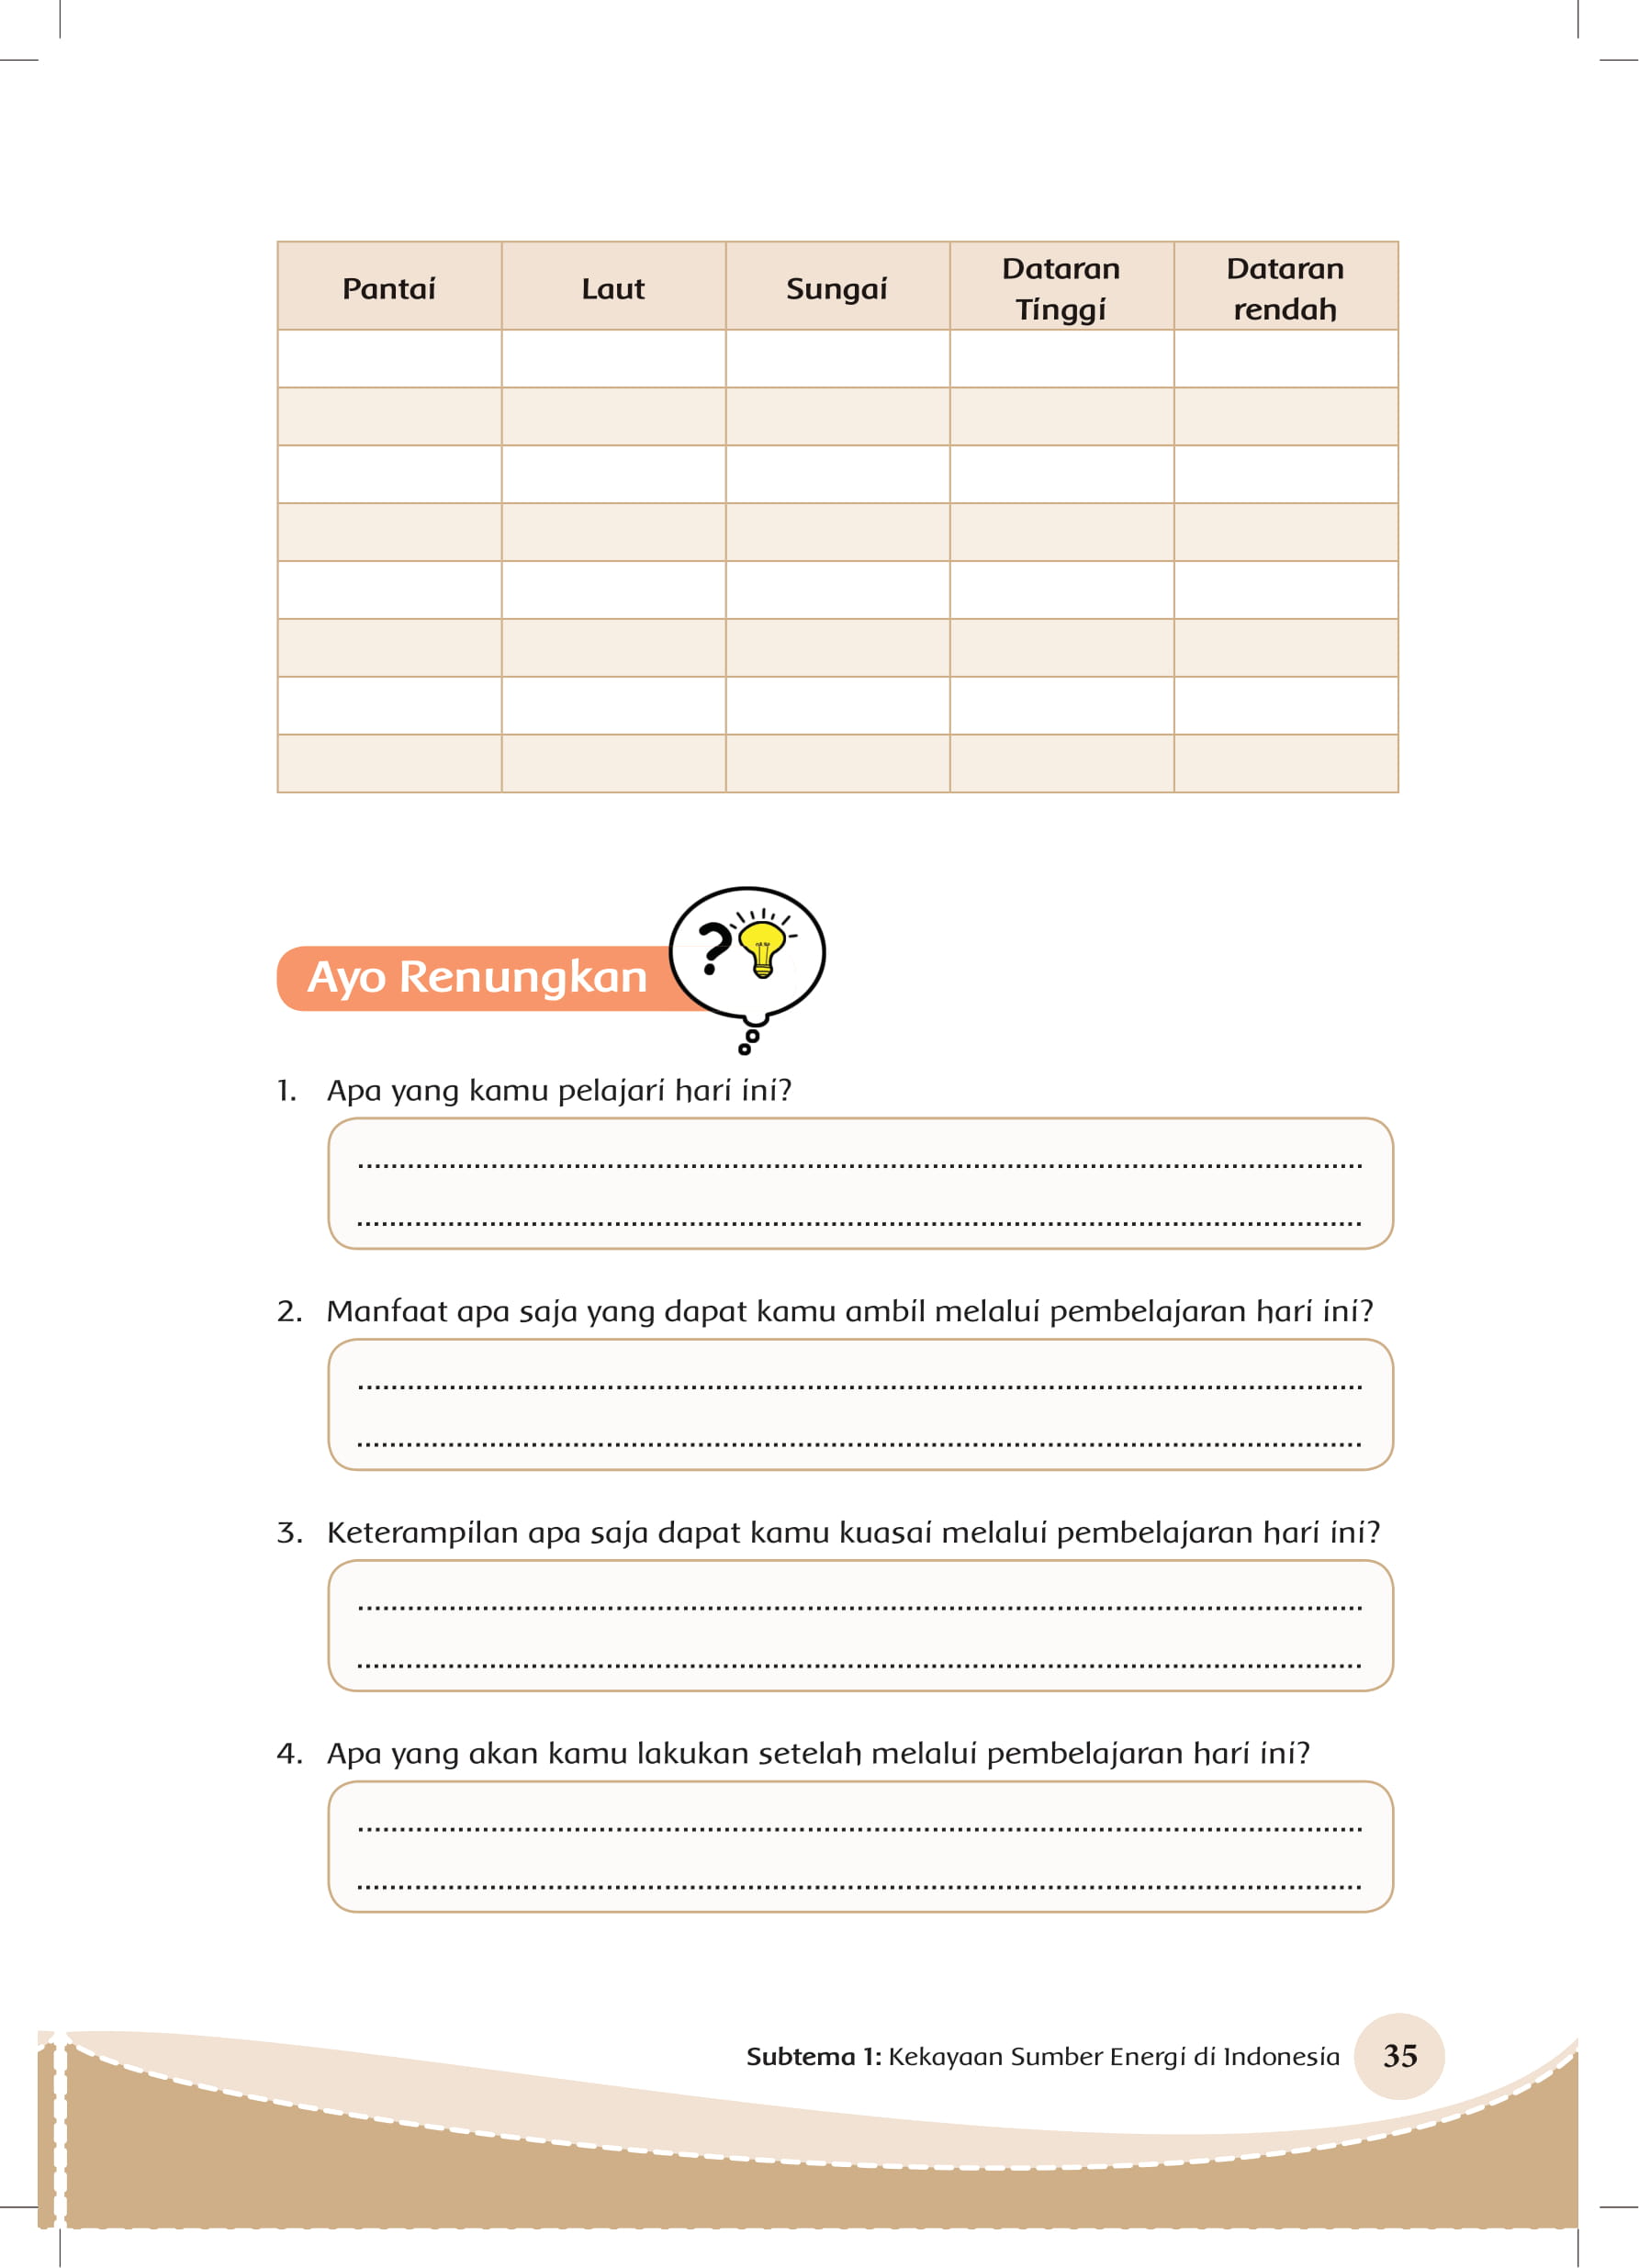 Pantai
Laut
Sungai
Dataran
Tinggi
Dataran
rendah
Ayo Renungkan
?
1. Apa yang kamu pelajari hari ini?
................................................................................
................................................................................
2. Manfaat apa saja yang dapat kamu ambil melalui pembelajaran hari ini?
................................................................................
................................................................................
3. Keterampilan apa saja dapat kamu kuasai melalui pembelajaran hari ini?
................................................................................
................................................................................
4. Apa yang akan kamu lakukan setelah melalui pembelajaran hari ini?
................................................................................
................................................................................
Subtema 1: Kekayaan Sumber Energi di Indonesia 35